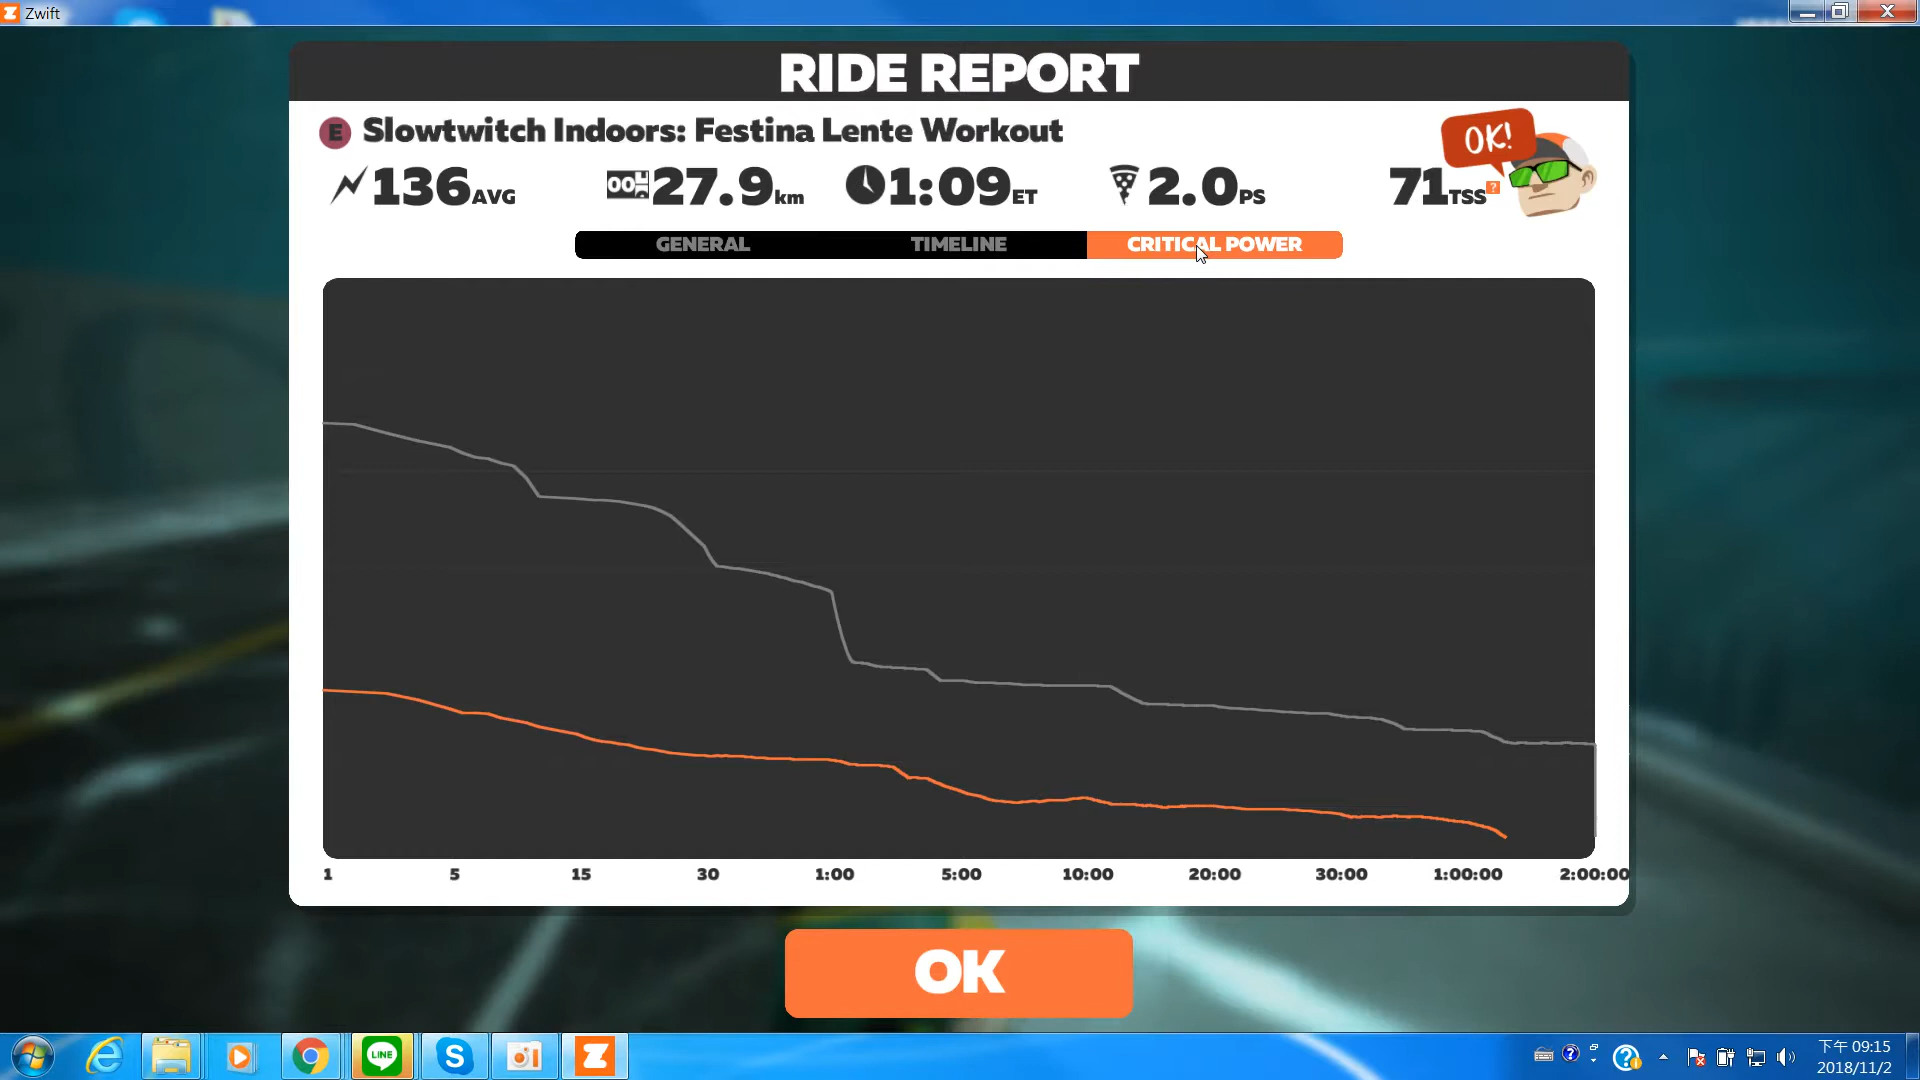 Zwift
RIDE REPORT
E Slowtwitch Indoors: Festina Lente Workout
OK!
136AVG 27.9km 1:09ET 2.0PS 71TSS?
GENERAL TIMELINE CRITICAL POWER
1 5 15 30 1:00 5:00 10:00 20:00 30:00 1:00:00 2:00:00
OK
LINE
下午 09:15
2018/11/2